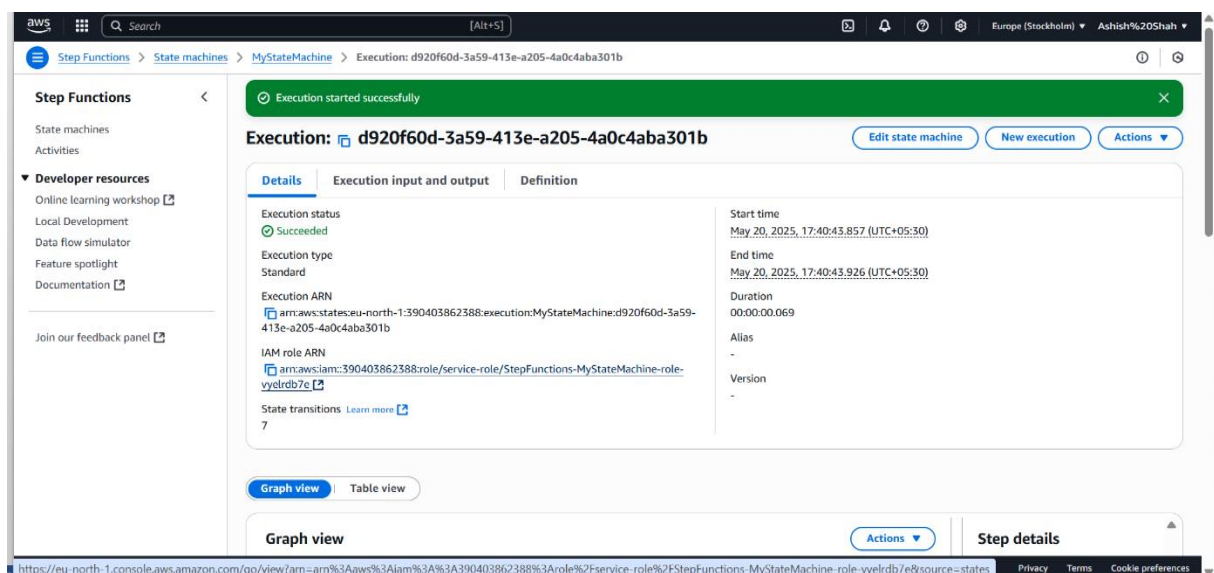 aws
Search
[Alt+S]
Europe (Stockholm) ▼
Ashish%20Shah ▼
Step Functions > State machines > MyStateMachine > Execution: d920f60d-3a59-413e-a205-4a0c4aba301b
Step Functions
State machines
Activities
Developer resources
Online learning workshop
Local Development
Data flow simulator
Feature spotlight
Documentation
Join our feedback panel
Execution started successfully
Execution: d920f60d-3a59-413e-a205-4a0c4aba301b
Edit state machine
New execution
Actions ▼
Details
Execution input and output
Definition
Execution status
Succeeded
Execution type
Standard
Execution ARN
arn:aws:states:eu-north-1:390403862388:execution:MyStateMachine:d920f60d-3a59-
413e-a205-4a0c4aba301b
IAM role ARN
arn:aws:iam::390403862388:role/service-role/StepFunctions-MyStateMachine-role-
vyelrdb7e
State transitions Learn more
7
Start time
May 20, 2025, 17:40:43.857 (UTC+05:30)
End time
May 20, 2025, 17:40:43.926 (UTC+05:30)
Duration
00:00:00.069
Alias
-
Version
-
Graph view
Table view
Graph view
Actions ▼
Step details
https://eu-north-1.console.aws.amazon.com/go/view?arn=arn%3Aaws%3Aiam%3A%3A390403862388%3Arole%2Fservice-role%2FStepFunctions-MyStateMachine-role-vyelrdb7e&source=states
Privacy
Terms
Cookie preferences